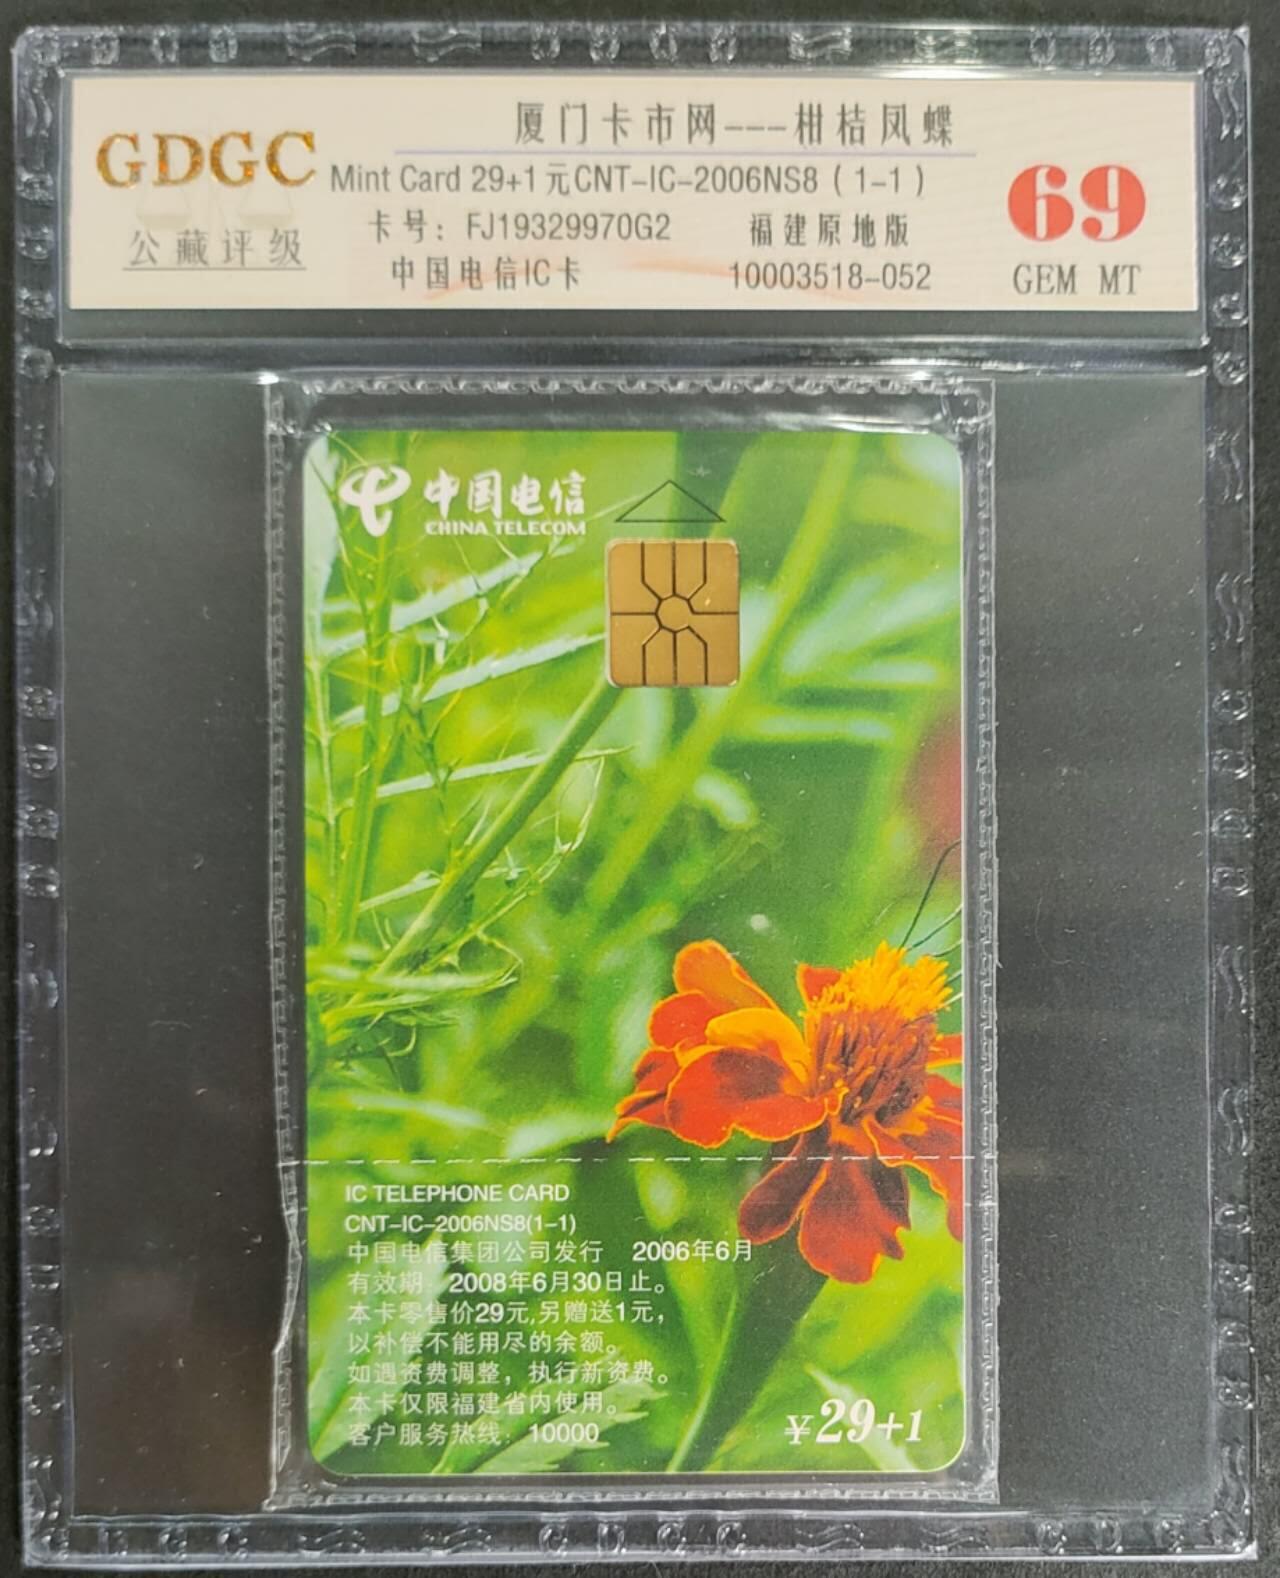 GDGC
公藏评级
厦门卡市网---柑桔凤蝶
Mint Card 29+1元CNT-IC-2006NS8（1-1）
卡号：FJ19329970G2 福建原地版
中国电信IC卡 10003518-052
69
GEM MT
中国电信
CHINA TELECOM
IC TELEPHONE CARD
CNT-IC-2006NS8(1-1)
中国电信集团公司发行 2006年6月
有效期：2008年6月30日止。
本卡零售价29元,另赠送1元，
以补偿不能用尽的余额。
如遇资费调整，执行新资费。
本卡仅限福建省内使用。
客户服务热线：10000
¥29+1